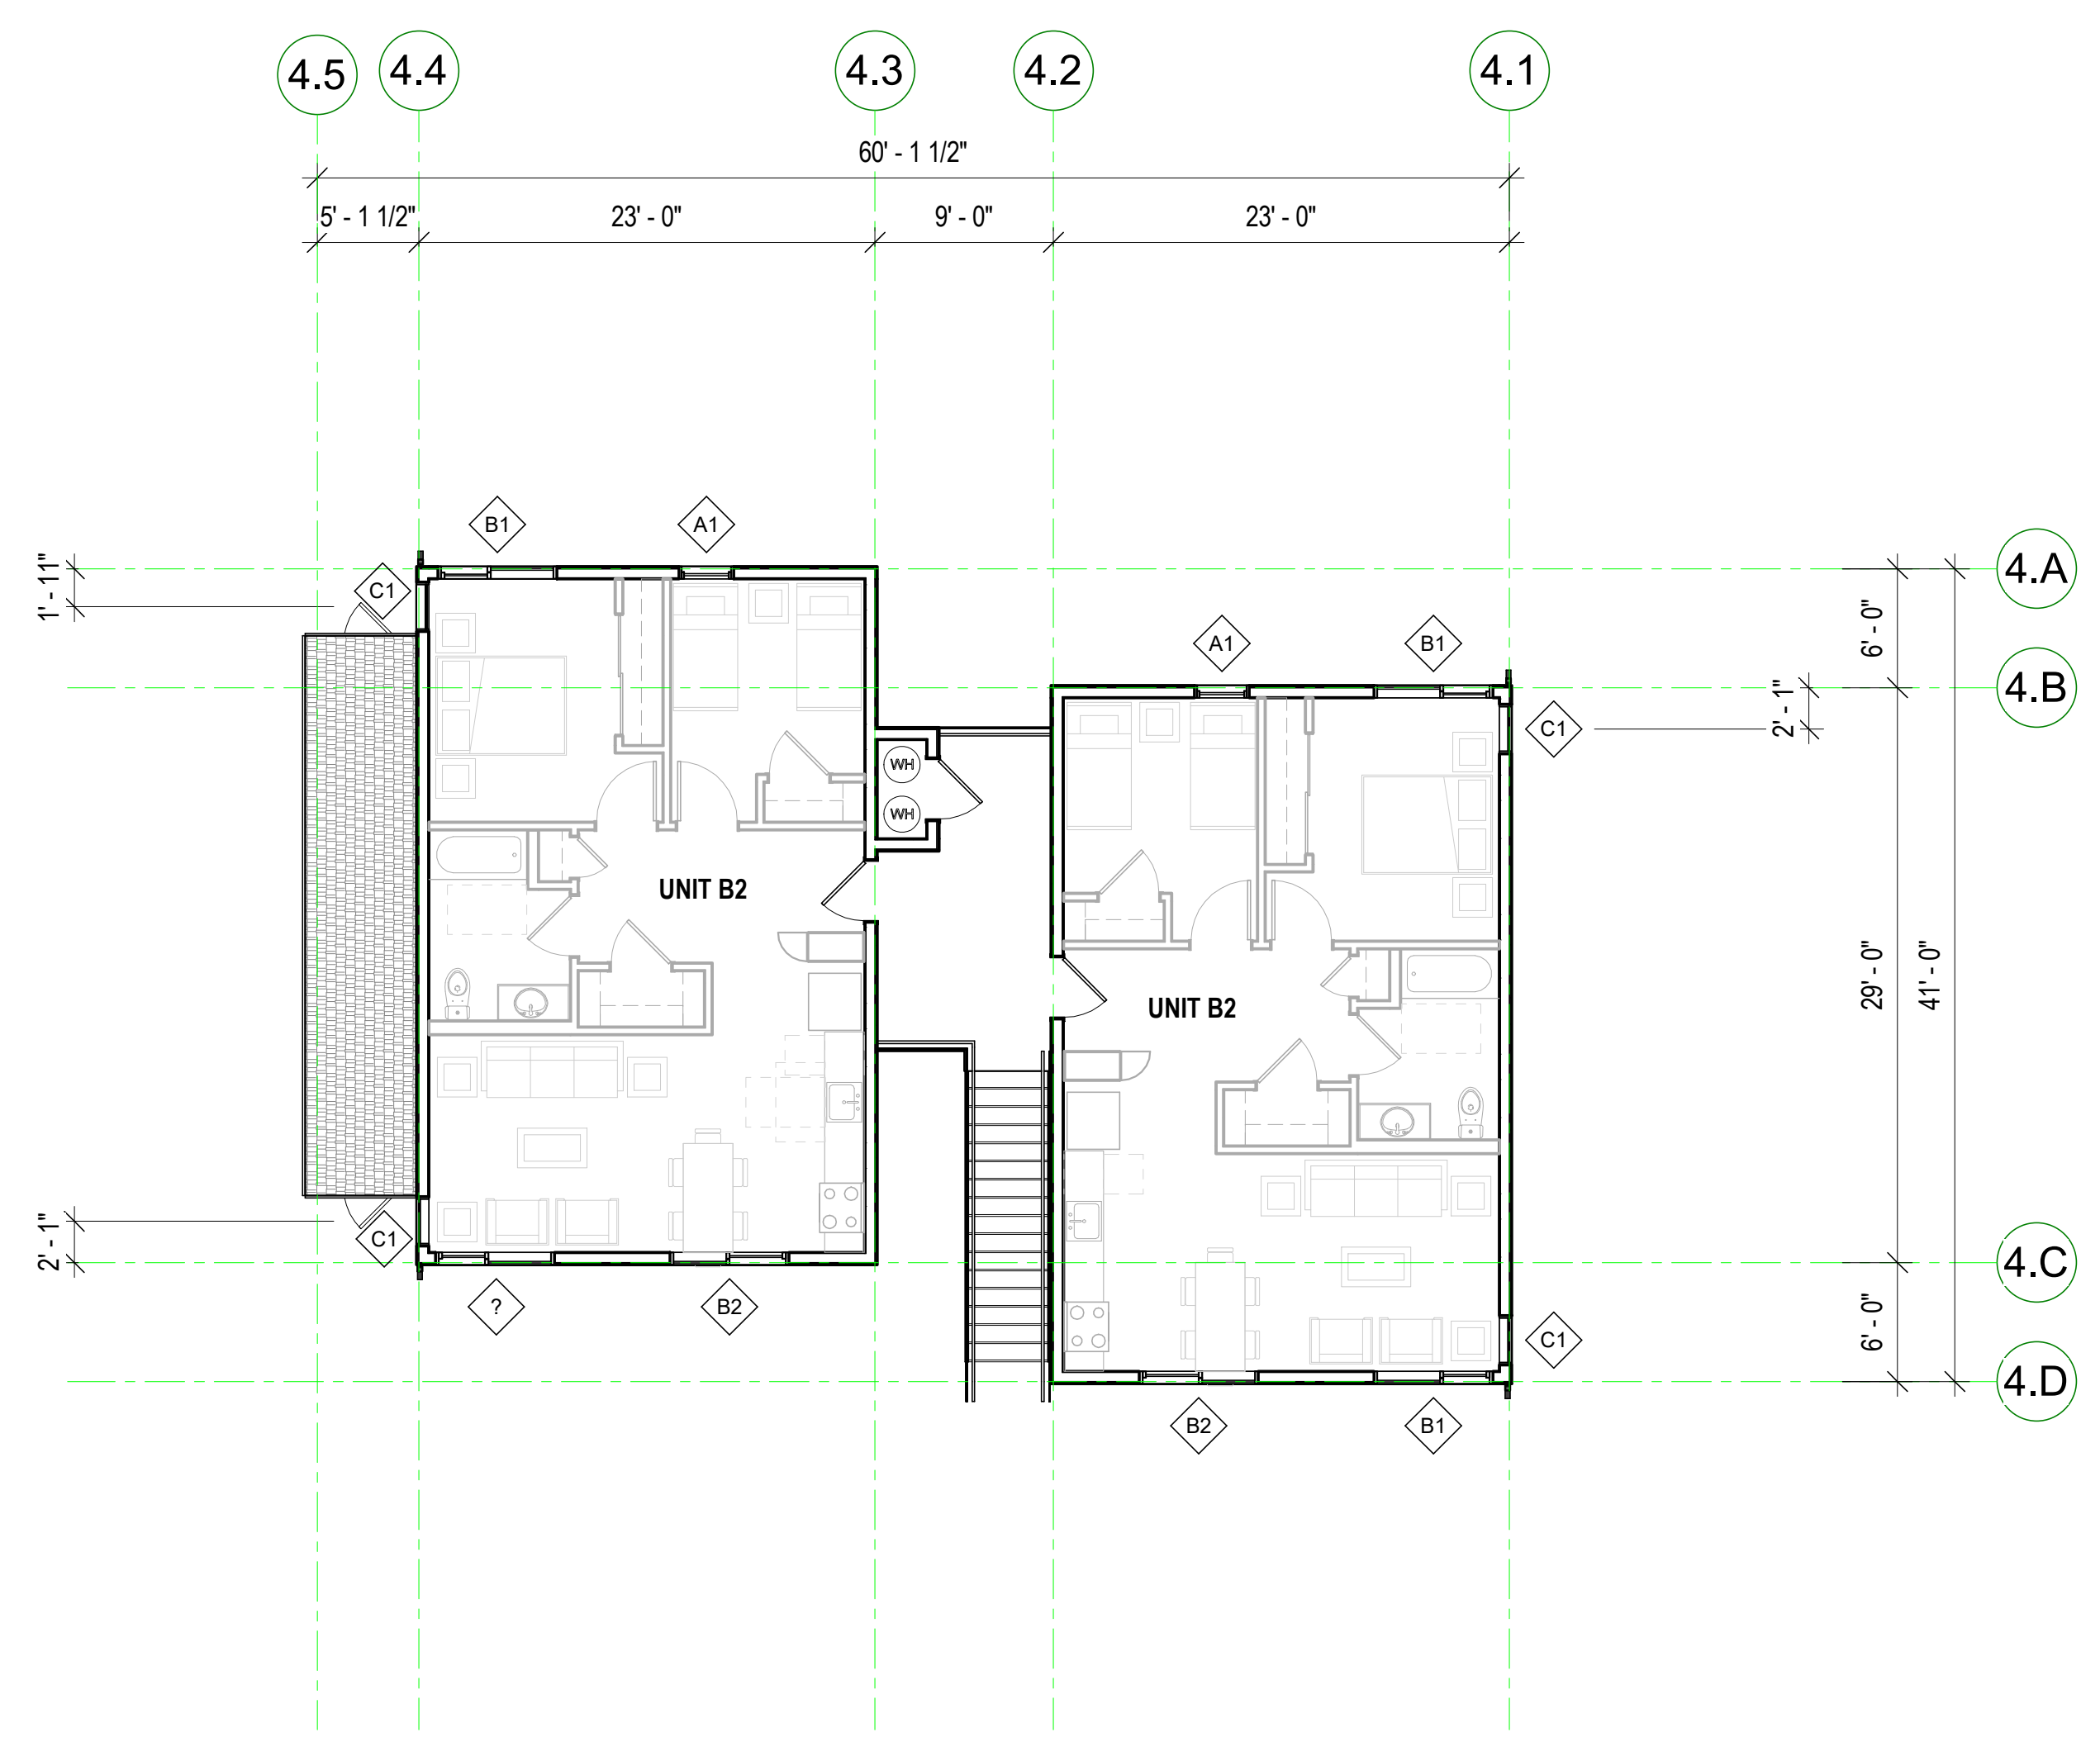 4.5
4.4
4.3
4.2
4.1
60' - 1 1/2"
5' - 1 1/2"
23' - 0"
9' - 0"
23' - 0"
B1
A1
4.A
1' - 11"
C1
6' - 0"
A1
B1
4.B
2' - 1"
C1
WH
WH
UNIT B2
29' - 0"
41' - 0"
UNIT B2
2' - 1"
C1
4.C
?
B2
6' - 0"
C1
4.D
B2
B1